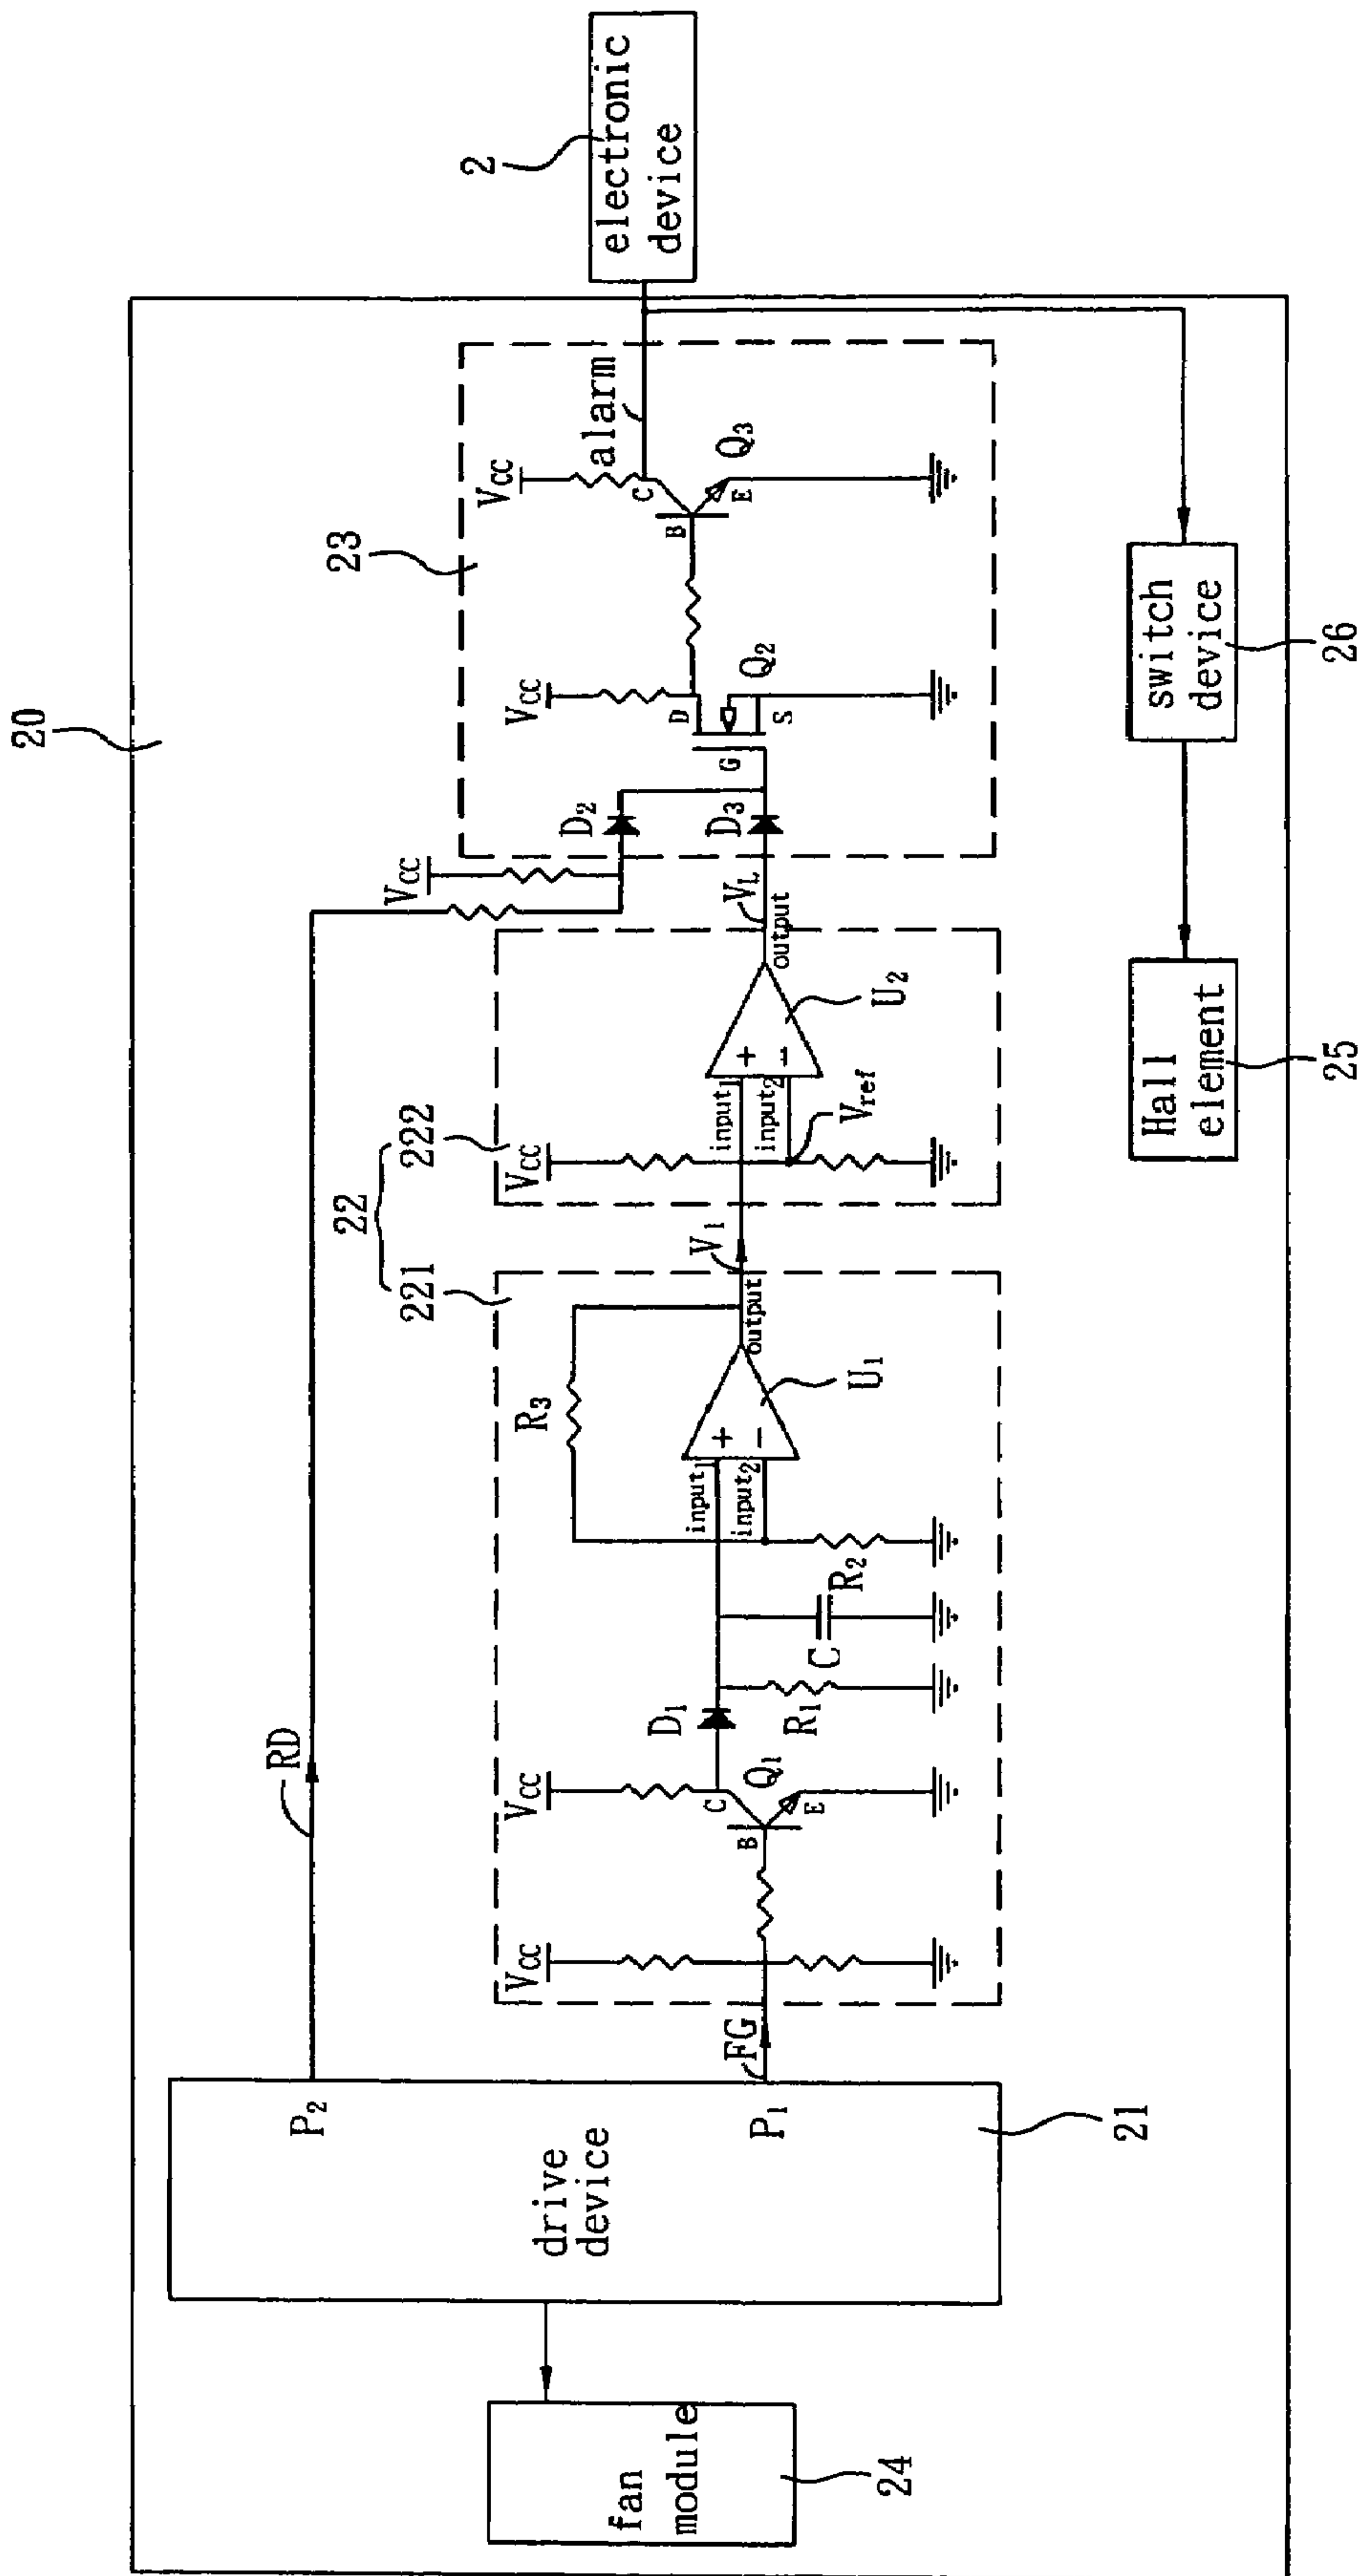 20
2
electronic
device
23
Vcc
alarm
C
B
E
Q3
Vcc
D
G
S
Q2
D2
D3
Vcc
VL
22
222
Vcc
input1
input2
+
−
output
U2
Vref
221
V1
R3
input1
input2
+
−
output
U1
R2
C
R1
D1
Vcc
C
B
E
Q1
Vcc
FG
RD
P2
P1
drive
device
21
fan
module
24
switch
device
26
Hall
element
25